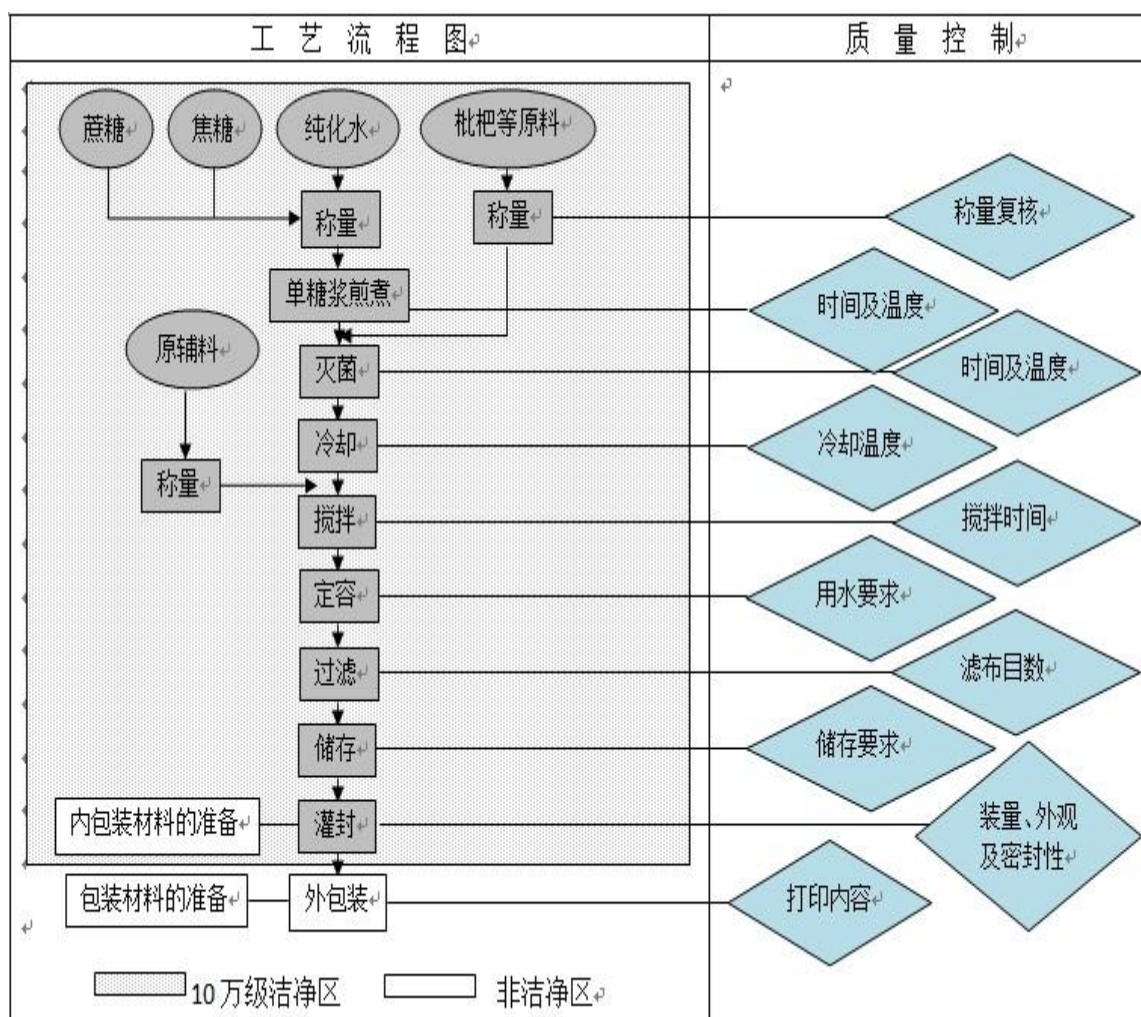 工 艺 流 程 图
质 量 控 制
蔗糖
焦糖
纯化水
枇杷等原料
称量
称量
称量复核
单糖浆煎煮
时间及温度
原辅料
灭菌
时间及温度
冷却
冷却温度
称量
搅拌
搅拌时间
定容
用水要求
过滤
滤布目数
储存
储存要求
内包装材料的准备
灌封
装量、外观
及密封性
包装材料的准备
外包装
打印内容
10 万级洁净区
非洁净区